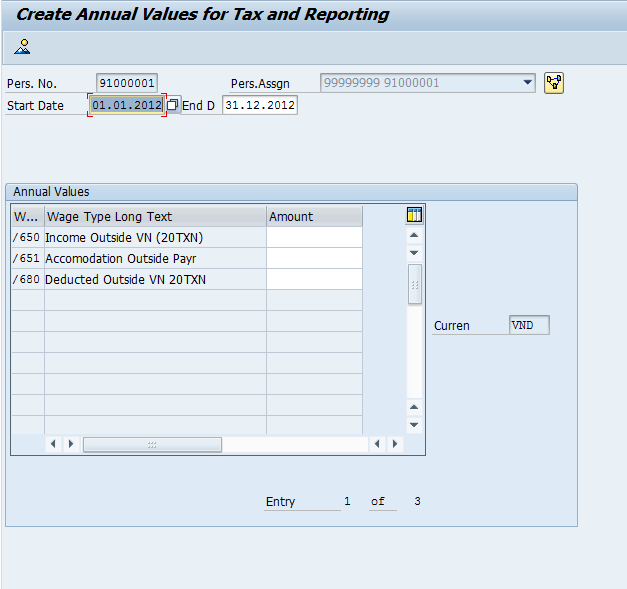 Create Annual Values for Tax and Reporting
Pers. No. 91000001 Pers.Assgn 99999999 91000001
Start Date 01.01.2012 End D 31.12.2012
Annual Values
W... Wage Type Long Text Amount
/650 Income Outside VN (20TXN)
/651 Accomodation Outside Payr
/680 Deducted Outside VN 20TXN
Curren VND
Entry 1 of 3